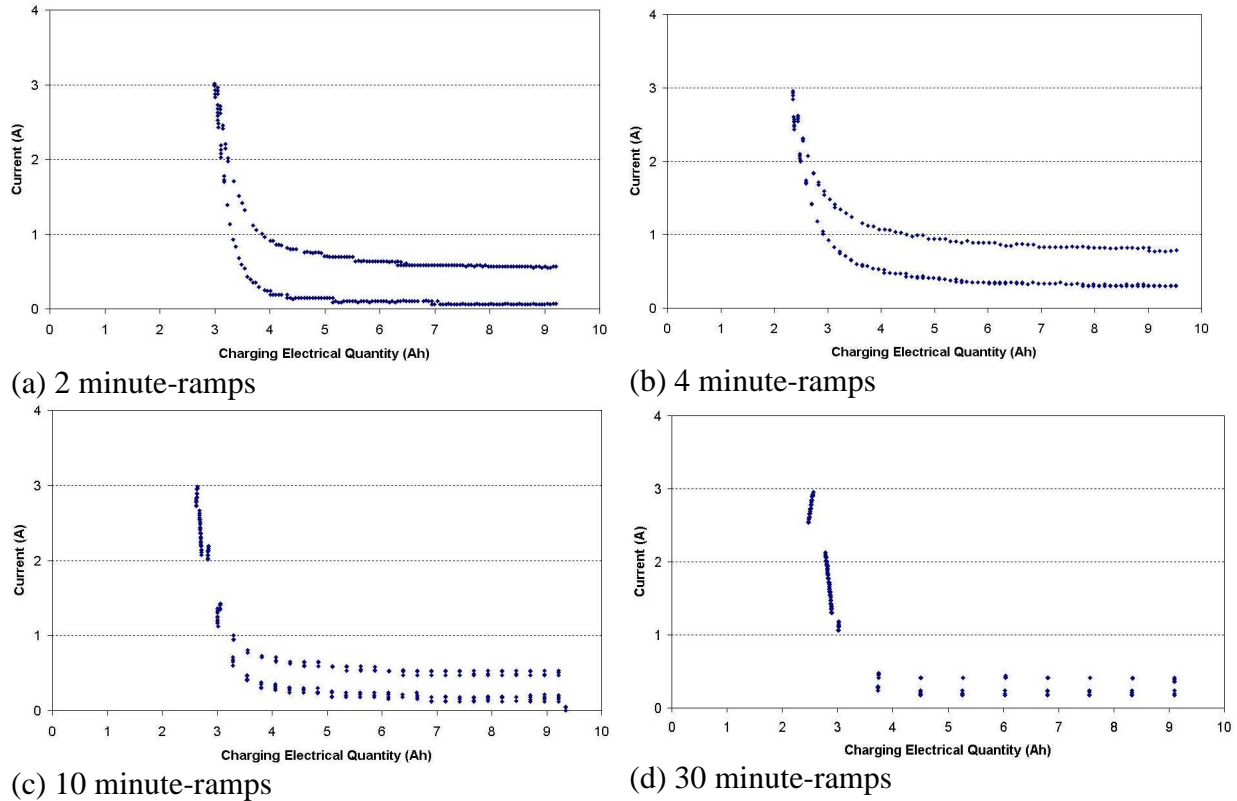 4
3
2
1
0
Current (A)
0 1 2 3 4 5 6 7 8 9 10
Charging Electrical Quantity (Ah)
(a) 2 minute-ramps
4
3
2
1
0
Current (A)
0 1 2 3 4 5 6 7 8 9 10
Charging Electrical Quantity (Ah)
(b) 4 minute-ramps
4
3
2
1
0
Current (A)
0 1 2 3 4 5 6 7 8 9 10
Charging Electrical Quantity (Ah)
(c) 10 minute-ramps
4
3
2
1
0
Current (A)
0 1 2 3 4 5 6 7 8 9 10
Charging Electrical Quantity (Ah)
(d) 30 minute-ramps